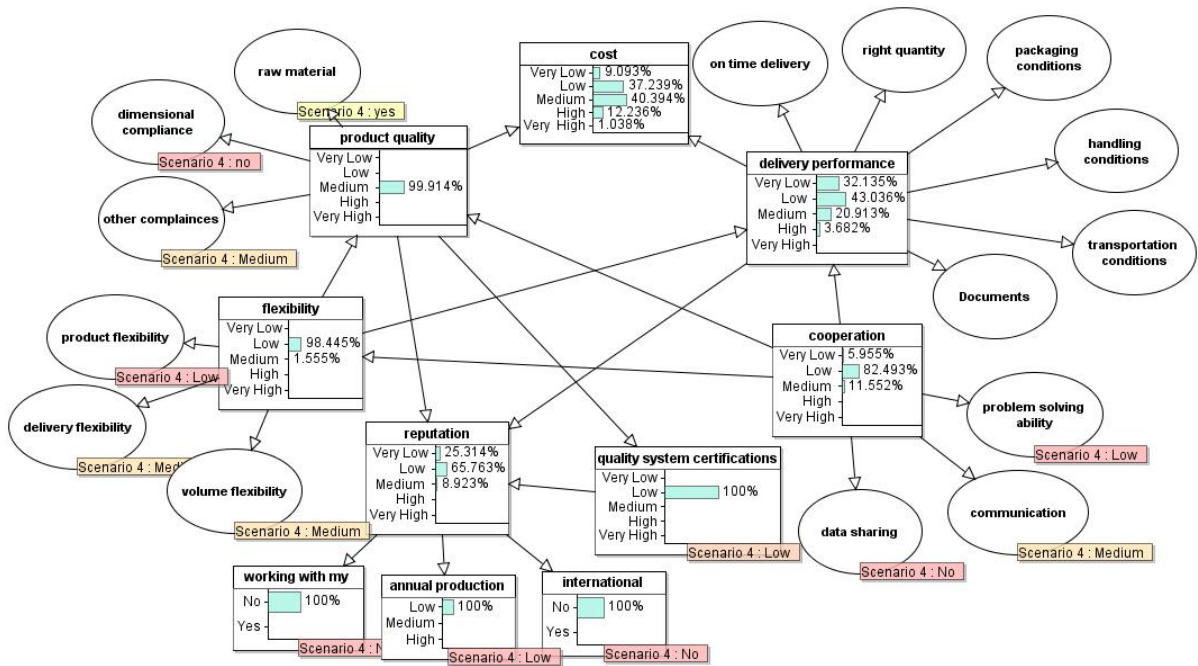 raw material
Scenario 4 : yes
dimensional
compliance
Scenario 4 : no
other complainces
Scenario 4 : Medium
product quality
Very Low
Low
Medium 99.914%
High
Very High
cost
Very Low 9.093%
Low 37.239%
Medium 40.394%
High 12.236%
Very High 1.038%
on time delivery
right quantity
packaging
conditions
handling
conditions
transportation
conditions
Documents
delivery performance
Very Low 32.135%
Low 43.036%
Medium 20.913%
High 3.682%
Very High
flexibility
Very Low
Low 98.445%
Medium 1.555%
High
Very High
product flexibility
Scenario 4 : Low
delivery flexibility
Scenario 4 :
volume flexibility
Scenario 4 : Medium
cooperation
Very Low 5.955%
Low 82.493%
Medium 11.552%
High
Very High
problem solving
ability
Scenario 4 : Low
communication
Scenario 4 : Medium
data sharing
Scenario 4 : No
reputation
Very Low 25.314%
Low 65.763%
Medium 8.923%
High
Very High
quality system certifications
Very Low
Low 100%
Medium
High
Very High
Scenario 4 : Low
working with my
No 100%
Yes
Scenario 4 :
annual production
Low 100%
Medium
High
Scenario 4 : Low
international
No 100%
Yes
Scenario 4 : No